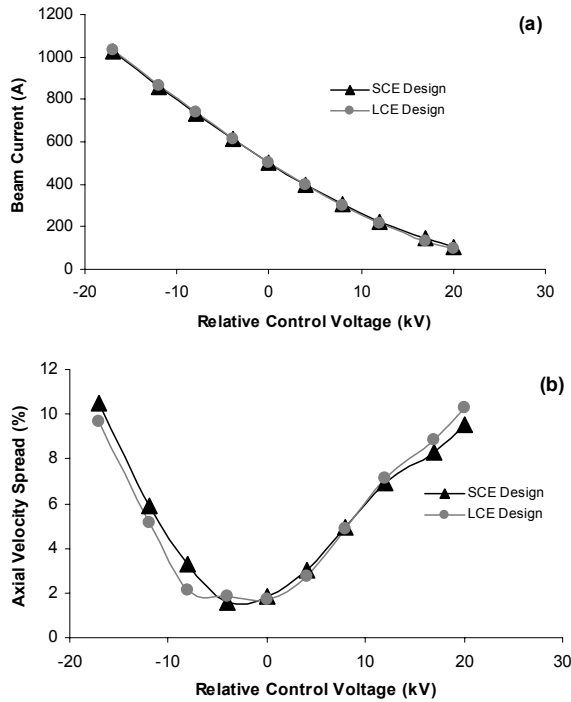 (a)
1200
1000
800
600
400
200
0
Beam Current (A)
SCE Design
LCE Design
-20 -10 0 10 20 30
Relative Control Voltage (kV)
(b)
12
10
8
6
4
2
0
Axial Velocity Spread (%)
SCE Design
LCE Design
-20 -10 0 10 20 30
Relative Control Voltage (kV)